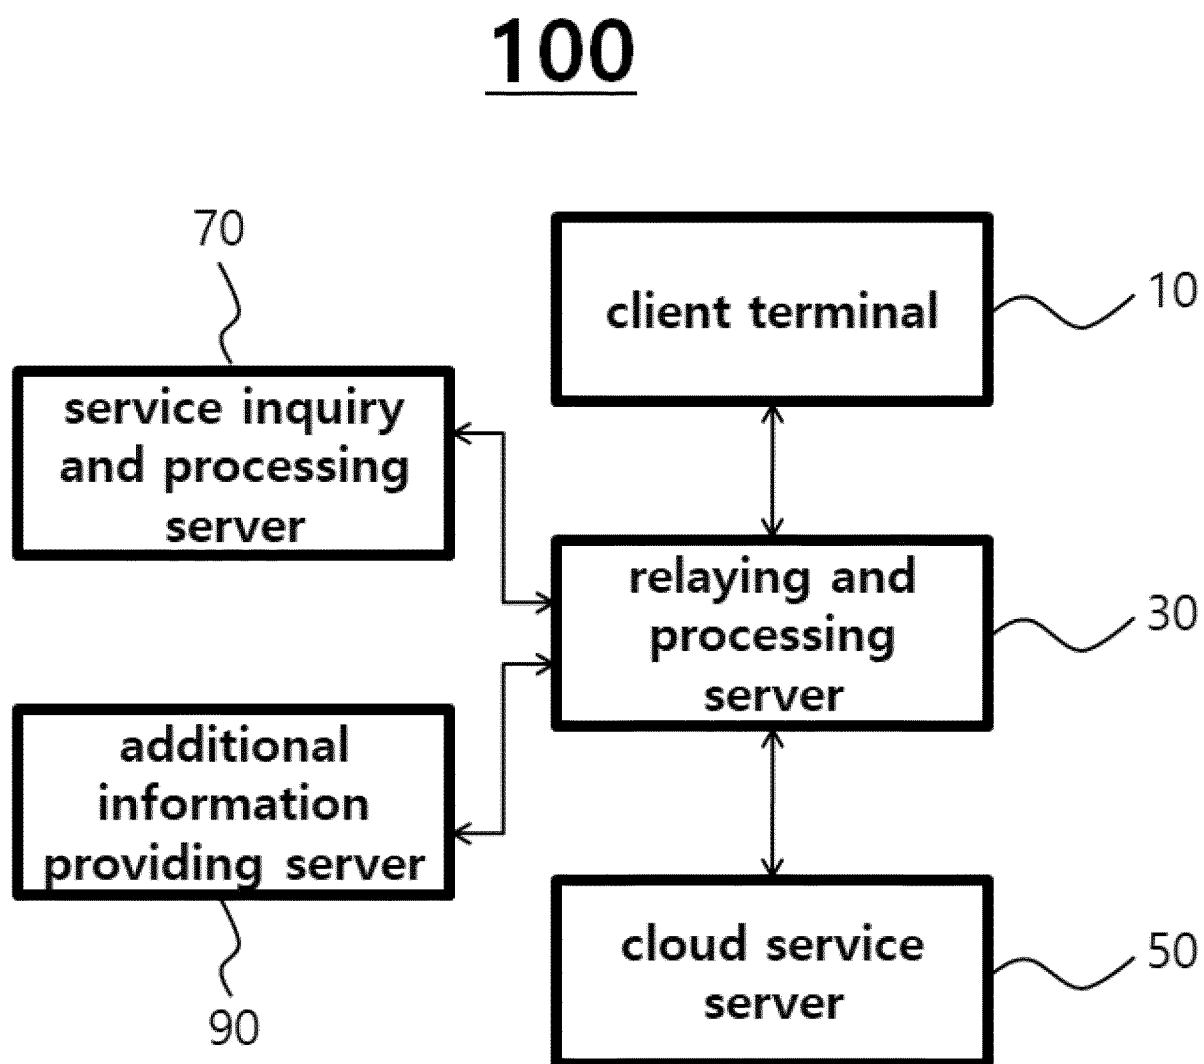 100
70
client terminal
10
service inquiry
and processing
server
relaying and
processing
server
30
additional
information
providing server
90
cloud service
server
50